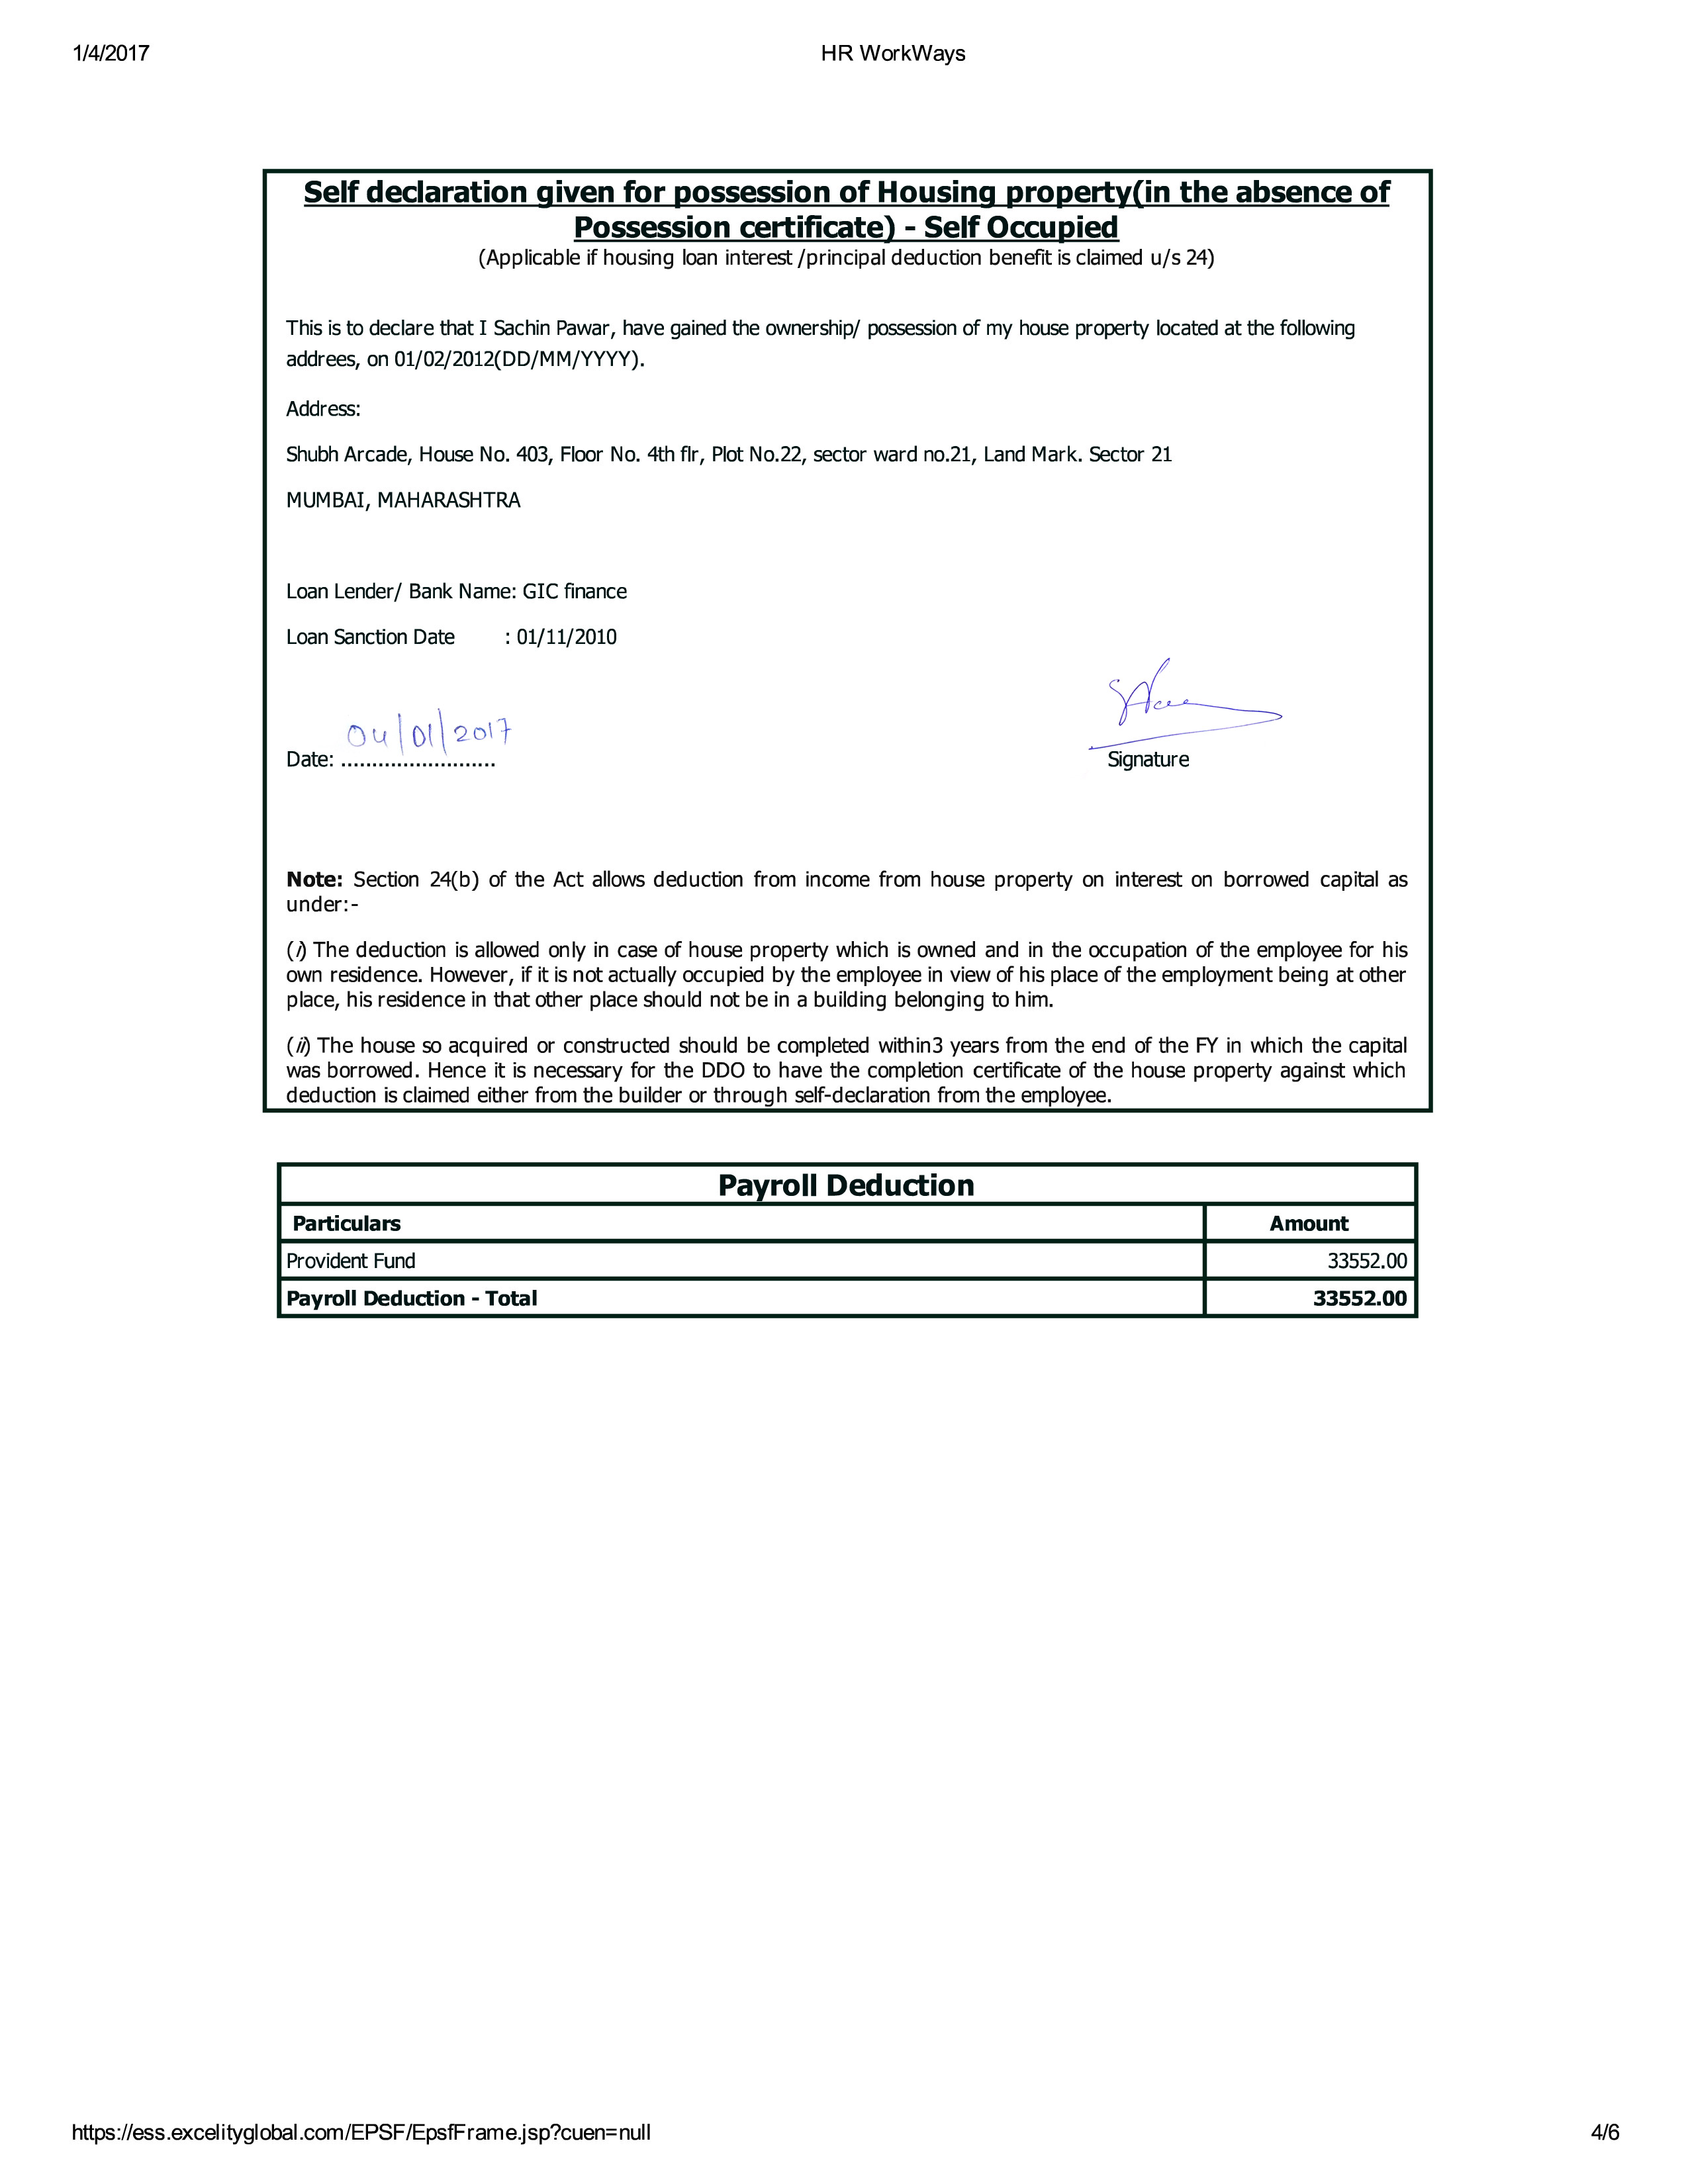 1/4/2017
HR WorkWays
Self declaration given for possession of Housing property(in the absence of
Possession certificate) - Self Occupied
(Applicable if housing loan interest /principal deduction benefit is claimed u/s 24)
This is to declare that I Sachin Pawar, have gained the ownership/ possession of my house property located at the following
addrees, on 01/02/2012(DD/MM/YYYY).
Address:
Shubh Arcade, House No. 403, Floor No. 4th flr, Plot No.22, sector ward no.21, Land Mark. Sector 21
MUMBAI, MAHARASHTRA
Loan Lender/ Bank Name: GIC finance
Loan Sanction Date : 01/11/2010
04/01/2017
Date: .........................
Signature
Note: Section 24(b) of the Act allows deduction from income from house property on interest on borrowed capital as
under:-
(i) The deduction is allowed only in case of house property which is owned and in the occupation of the employee for his
own residence. However, if it is not actually occupied by the employee in view of his place of the employment being at other
place, his residence in that other place should not be in a building belonging to him.
(ii) The house so acquired or constructed should be completed within3 years from the end of the FY in which the capital
was borrowed. Hence it is necessary for the DDO to have the completion certificate of the house property against which
deduction is claimed either from the builder or through self-declaration from the employee.
Payroll Deduction
Particulars Amount
Provident Fund 33552.00
Payroll Deduction - Total 33552.00
https://ess.excelityglobal.com/EPSF/EpsfFrame.jsp?cuen=null
4/6